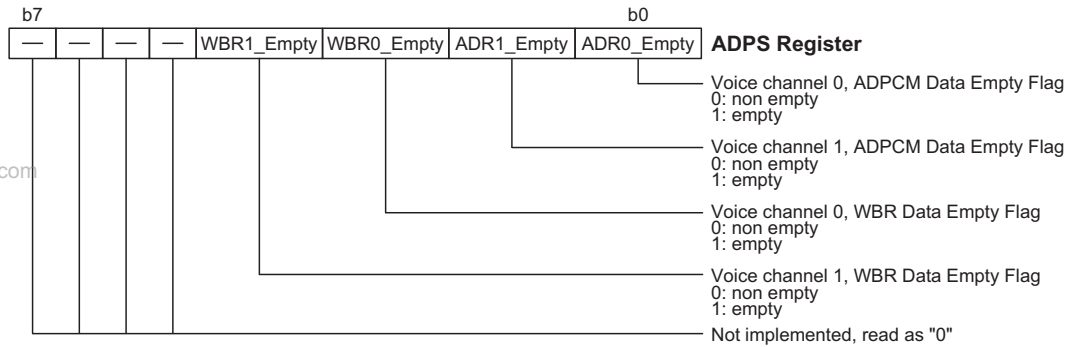 b7 b0
— — — — WBR1_Empty WBR0_Empty ADR1_Empty ADR0_Empty ADPS Register
Voice channel 0, ADPCM Data Empty Flag
0: non empty
1: empty
Voice channel 1, ADPCM Data Empty Flag
0: non empty
1: empty
com
Voice channel 0, WBR Data Empty Flag
0: non empty
1: empty
Voice channel 1, WBR Data Empty Flag
0: non empty
1: empty
Not implemented, read as "0"